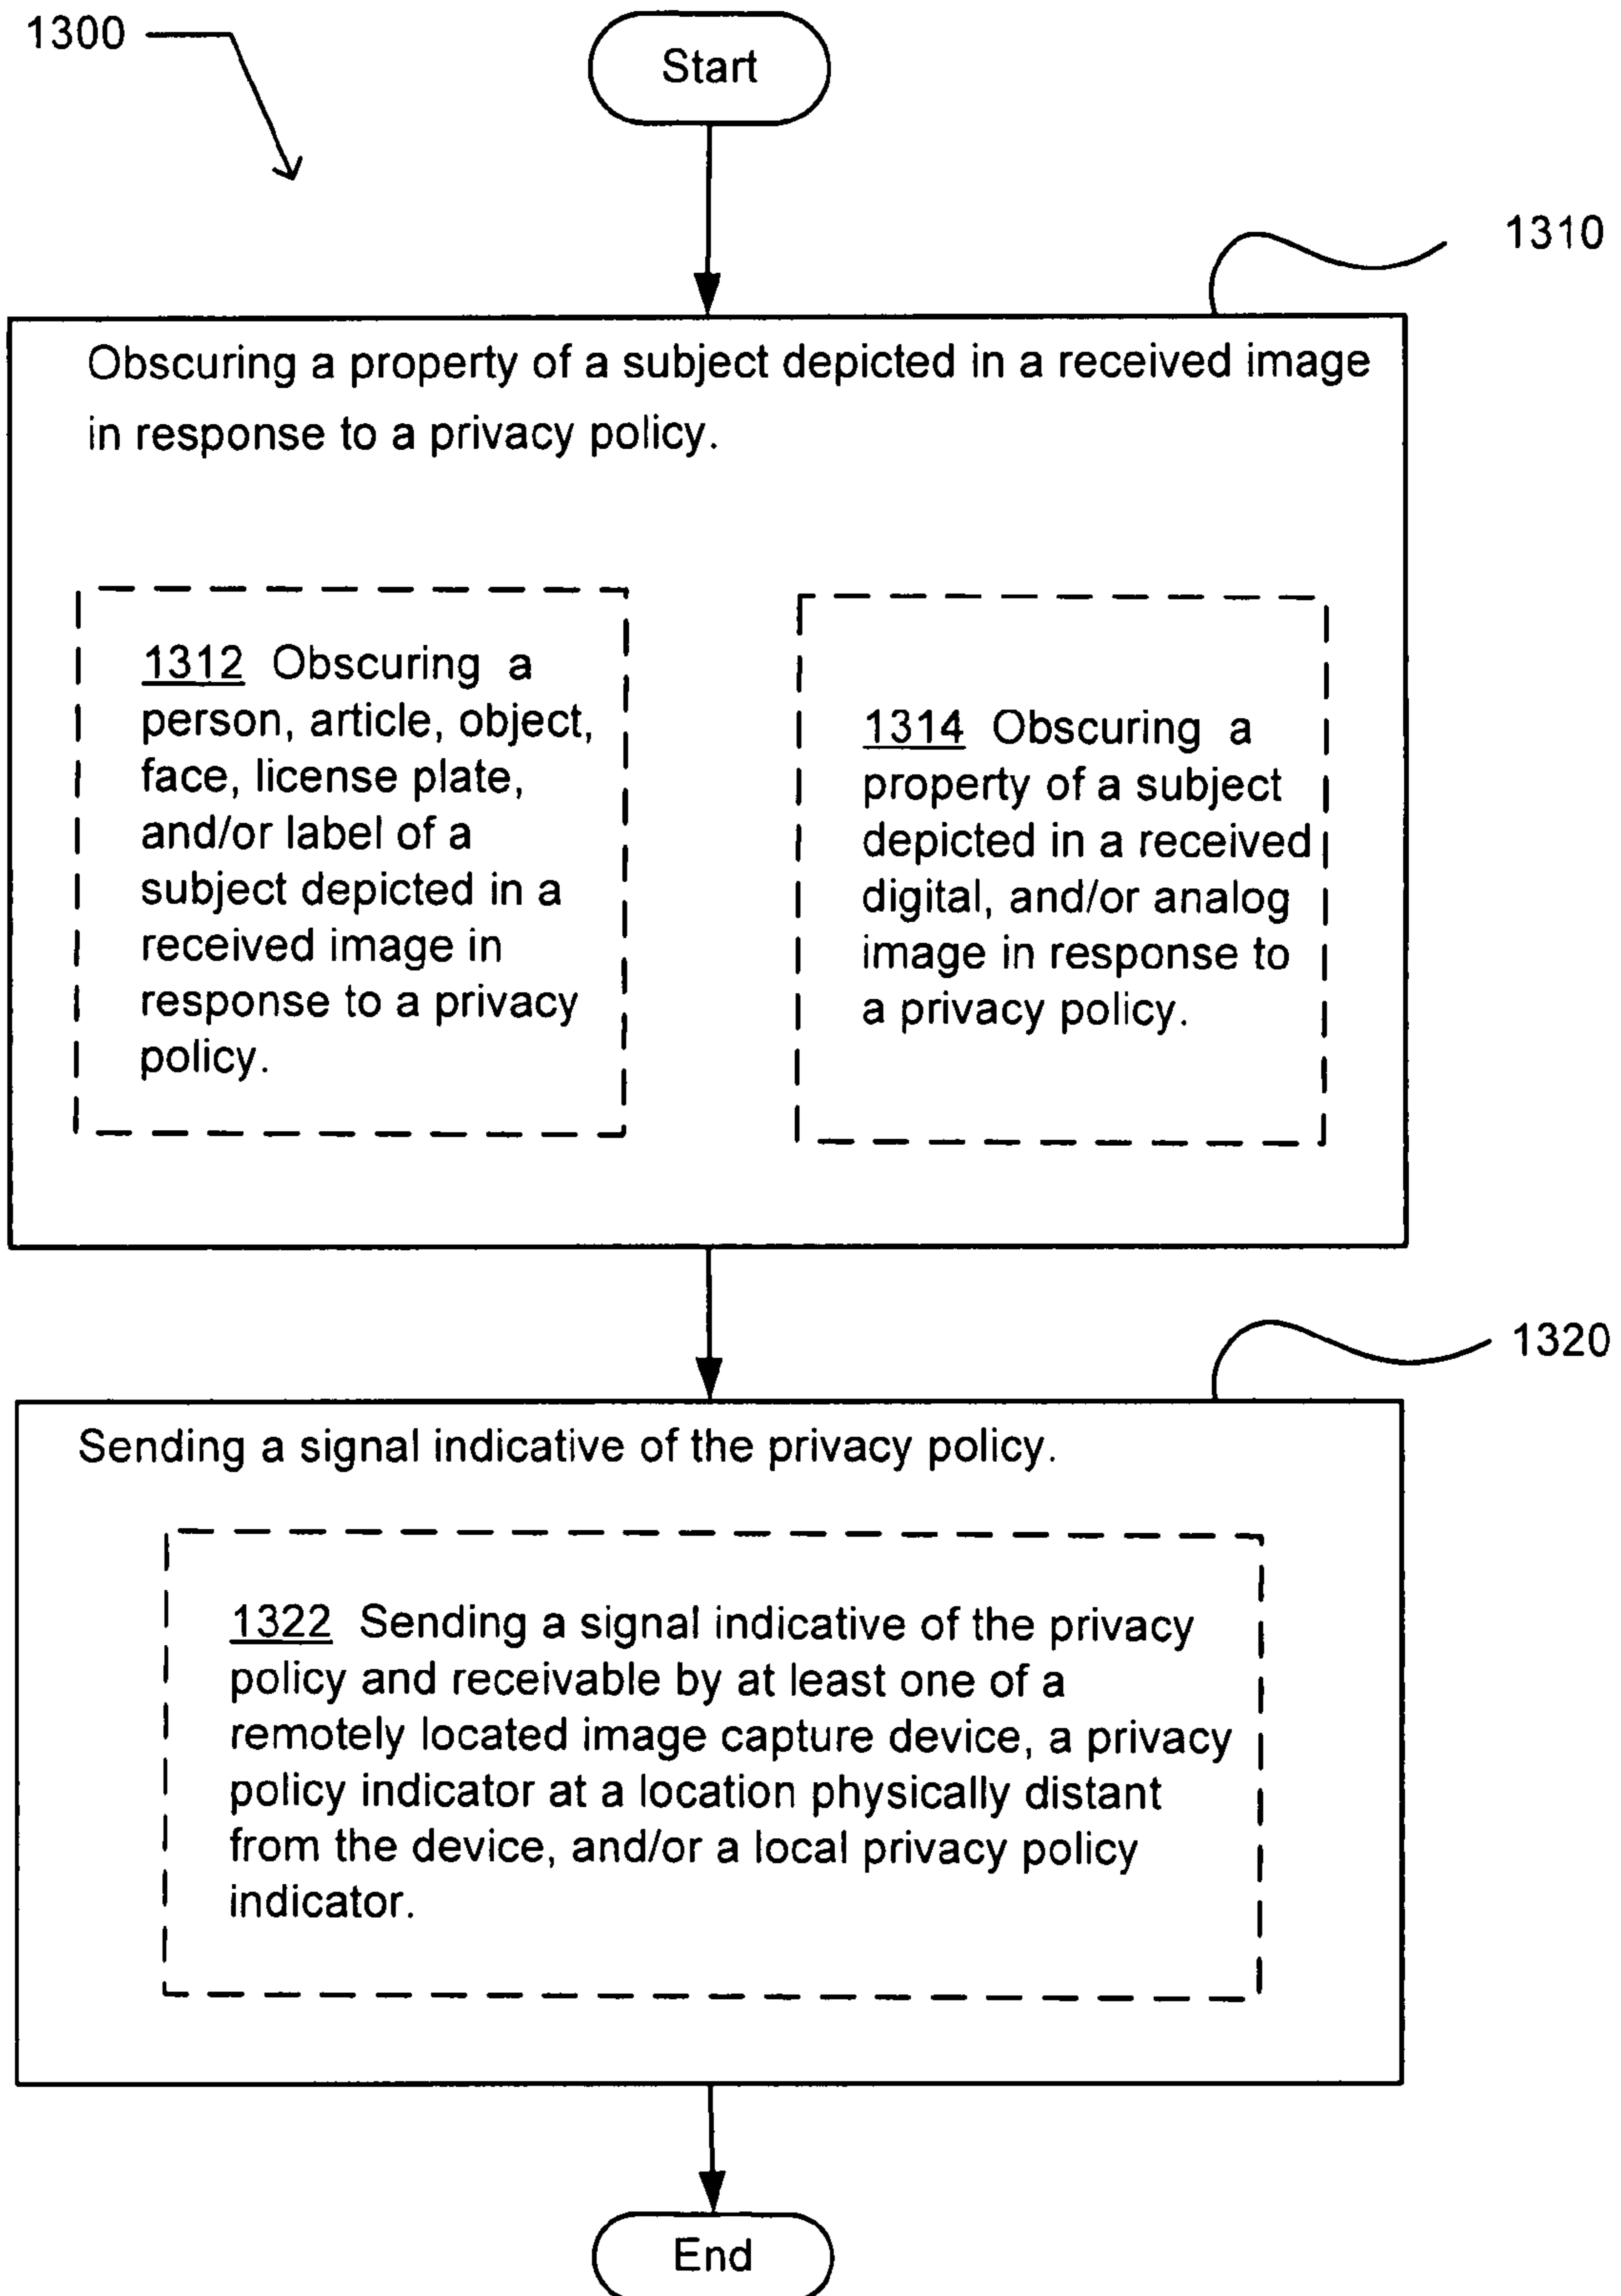 1300
Start
1310
Obscuring a property of a subject depicted in a received image
in response to a privacy policy.
1312 Obscuring a
person, article, object,
face, license plate,
and/or label of a
subject depicted in a
received image in
response to a privacy
policy.
1314 Obscuring a
property of a subject
depicted in a received
digital, and/or analog
image in response to
a privacy policy.
1320
Sending a signal indicative of the privacy policy.
1322 Sending a signal indicative of the privacy
policy and receivable by at least one of a
remotely located image capture device, a privacy
policy indicator at a location physically distant
from the device, and/or a local privacy policy
indicator.
End